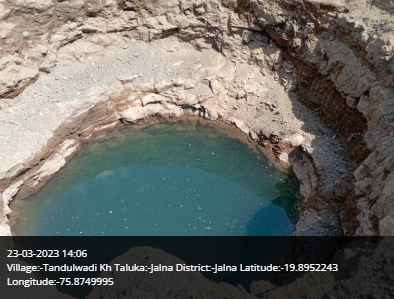 23-03-2023 14:06
Village:-Tandulwadi Kh Taluka:-Jalna District:-Jalna Latitude:-19.8952243
Longitude:-75.8749995